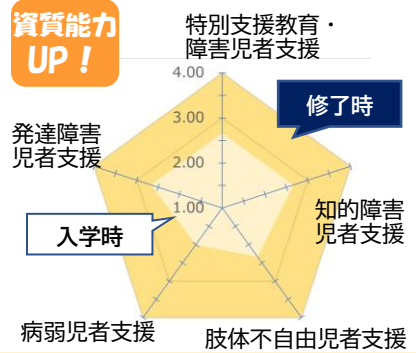 資質能力
UP！
特別支援教育・
障害児者支援
4.00
修了時
3.00
発達障害
児者支援
2.00
知的障害
児者支援
1.00
入学時
病弱児者支援
肢体不自由児者支援